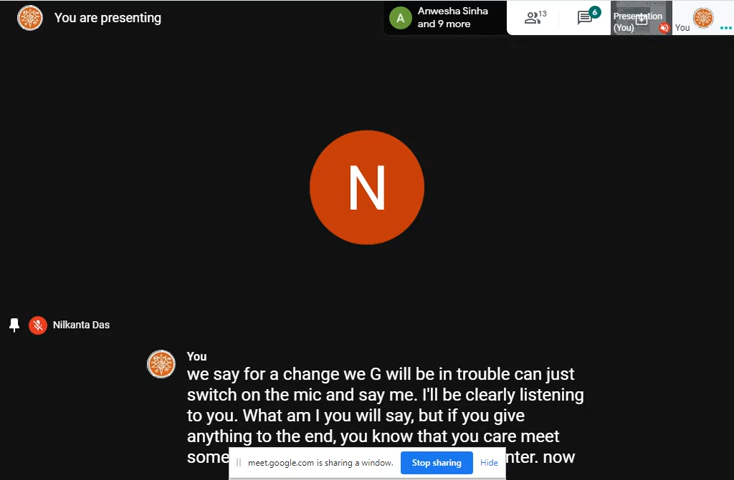 You are presenting
A
Anwesha Sinha
and 9 more
13
6
Presentation
(You)
You
N
Nilkanta Das
You
we say for a change we G will be in trouble can just
switch on the mic and say me. I'll be clearly listening
to you. What am I you will say, but if you give
anything to the end, you know that you care meet
some nter. now
meet.google.com is sharing a window. Stop sharing Hide